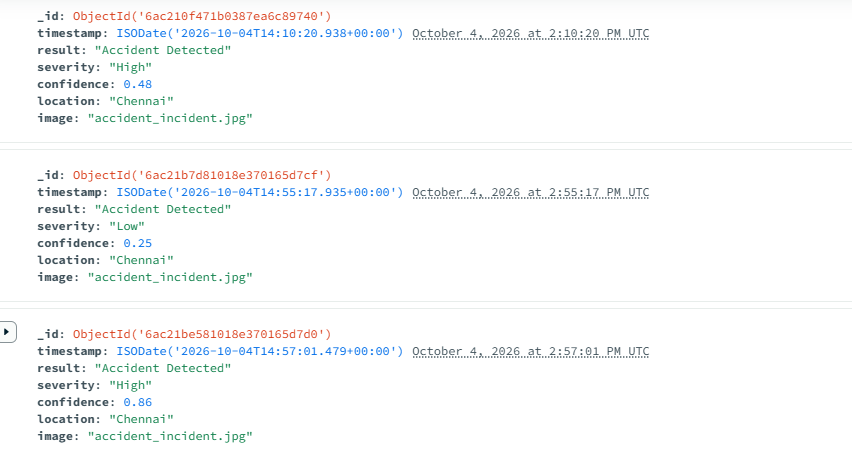 _id: ObjectId('6ac210f471b0387ea6c89740')
timestamp: ISODate('2026-10-04T14:10:20.938+00:00') October 4, 2026 at 2:10:20 PM UTC
result: "Accident Detected"
severity: "High"
confidence: 0.48
location: "Chennai"
image: "accident_incident.jpg"
_id: ObjectId('6ac21b7d81018e370165d7cf')
timestamp: ISODate('2026-10-04T14:55:17.935+00:00') October 4, 2026 at 2:55:17 PM UTC
result: "Accident Detected"
severity: "Low"
confidence: 0.25
location: "Chennai"
image: "accident_incident.jpg"
_id: ObjectId('6ac21be581018e370165d7d0')
timestamp: ISODate('2026-10-04T14:57:01.479+00:00') October 4, 2026 at 2:57:01 PM UTC
result: "Accident Detected"
severity: "High"
confidence: 0.86
location: "Chennai"
image: "accident_incident.jpg"